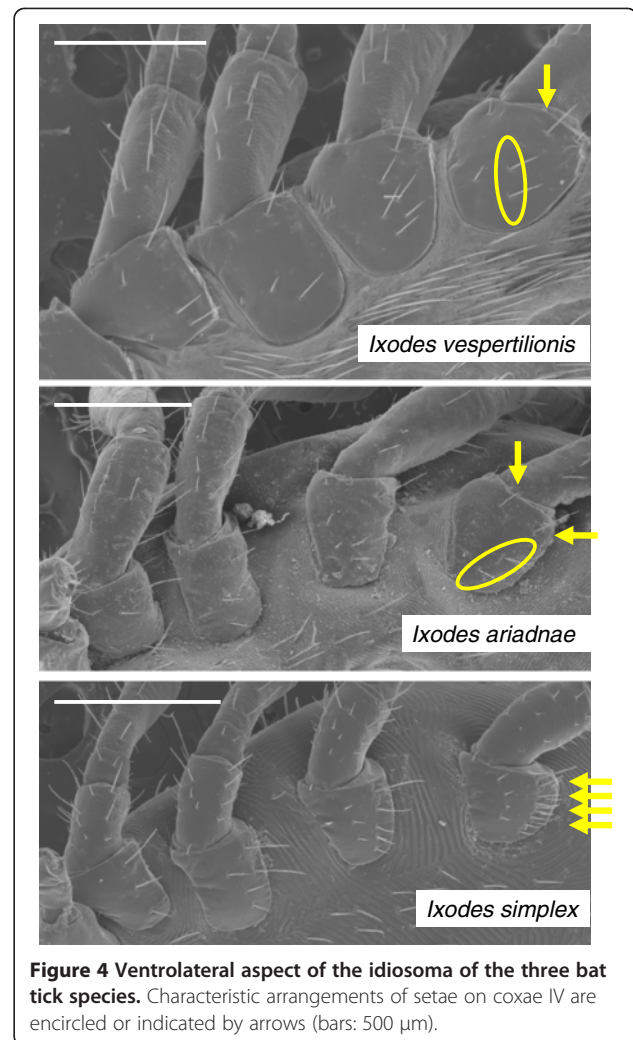 Ixodes vespertilionis
Ixodes ariadnae
Ixodes simplex
Figure 4 Ventrolateral aspect of the idiosoma of the three bat
tick species. Characteristic arrangements of setae on coxae IV are
encircled or indicated by arrows (bars: 500 μm).